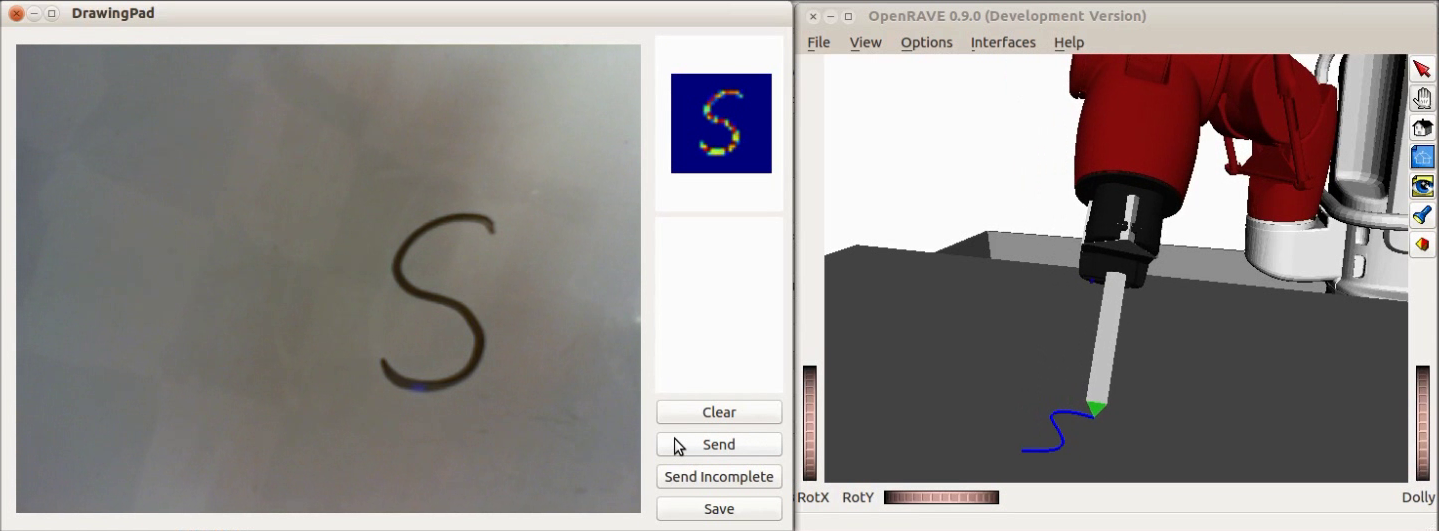 DrawingPad
S
S
Clear
Send
Send Incomplete
Save
OpenRAVE 0.9.0 (Development Version)
File View Options Interfaces Help
RotX RotY Dolly